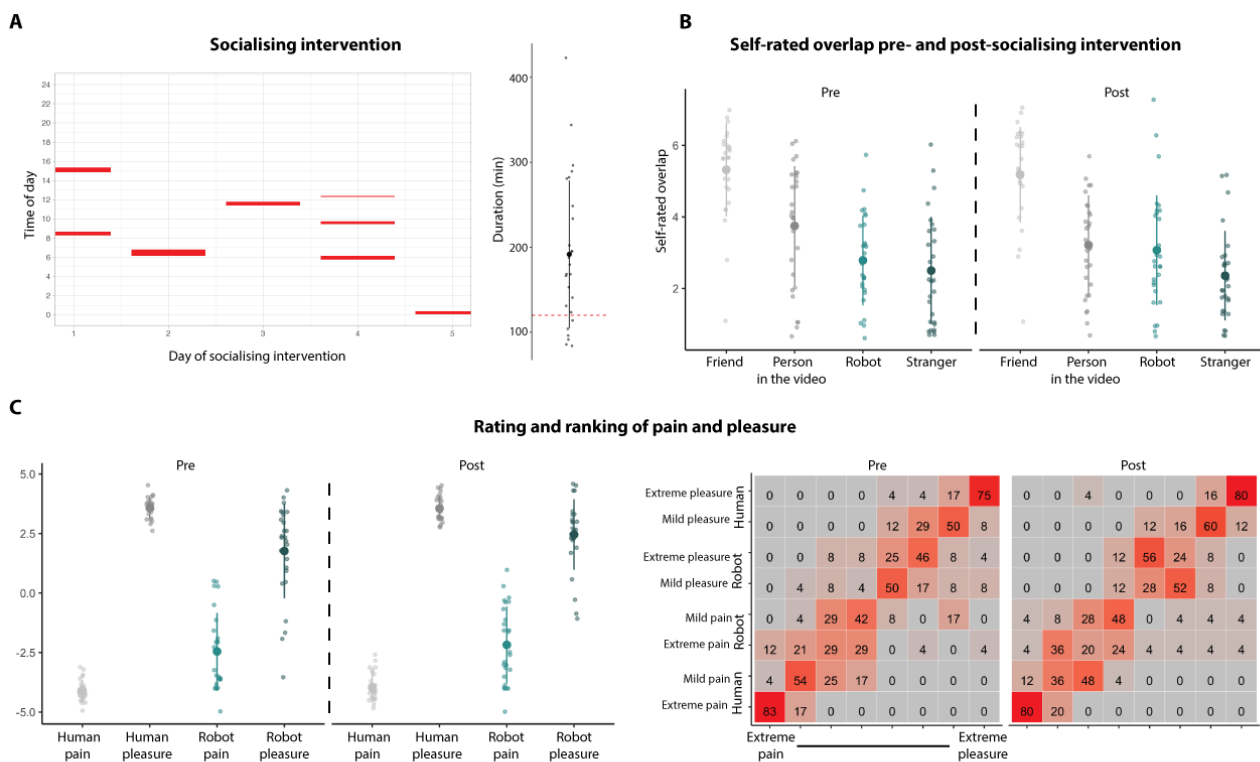 A
Socialising intervention
Time of day
24
22
20
18
16
14
12
10
8
6
4
2
0
1
2
3
4
5
Day of socialising intervention
Duration (min)
400
300
200
100
B
Self-rated overlap pre- and post-socialising intervention
Pre
Post
Self-rated overlap
6
4
2
Friend
Person
in the video
Robot
Stranger
Friend
Person
in the video
Robot
Stranger
C
Rating and ranking of pain and pleasure
Pre
Post
5.0
2.5
0.0
-2.5
-5.0
Human
pain
Human
pleasure
Robot
pain
Robot
pleasure
Human
pain
Human
pleasure
Robot
pain
Robot
pleasure
Pre
Post
Human
Robot
Robot
Human
Extreme pleasure 0 0 0 0 4 4 17 75 0 0 4 0 0 0 16 80
Mild pleasure 0 0 0 0 12 29 50 8 0 0 0 0 12 16 60 12
Extreme pleasure 0 0 8 8 25 46 8 4 0 0 0 12 56 24 8 0
Mild pleasure 0 4 8 4 50 17 8 8 0 0 0 12 28 52 8 0
Mild pain 0 4 29 42 8 0 17 0 4 8 28 48 0 4 4 4
Extreme pain 12 21 29 29 0 4 0 4 4 36 20 24 4 4 4 4
Mild pain 4 54 25 17 0 0 0 0 12 36 48 4 0 0 0 0
Extreme pain 83 17 0 0 0 0 0 0 80 20 0 0 0 0 0 0
Extreme
pain
Extreme
pleasure